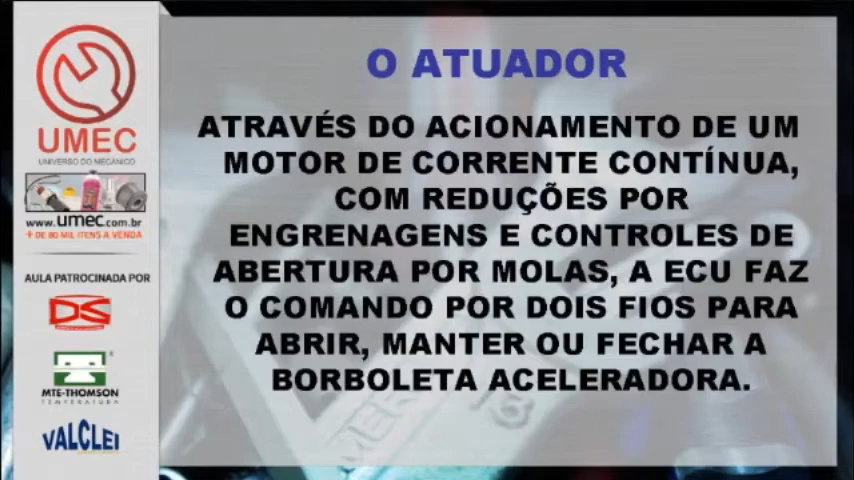 UMEC
UNIVERSO DO MECÂNICO
www.umec.com.br
+ DE 80 MIL ITENS A VENDA
AULA PATROCINADA POR
DS
MTE-THOMSON
TEMPERATURA
VALCLEI
O ATUADOR
ATRAVÉS DO ACIONAMENTO DE UM
MOTOR DE CORRENTE CONTÍNUA,
COM REDUÇÕES POR
ENGRENAGENS E CONTROLES DE
ABERTURA POR MOLAS, A ECU FAZ
O COMANDO POR DOIS FIOS PARA
ABRIR, MANTER OU FECHAR A
BORBOLETA ACELERADORA.